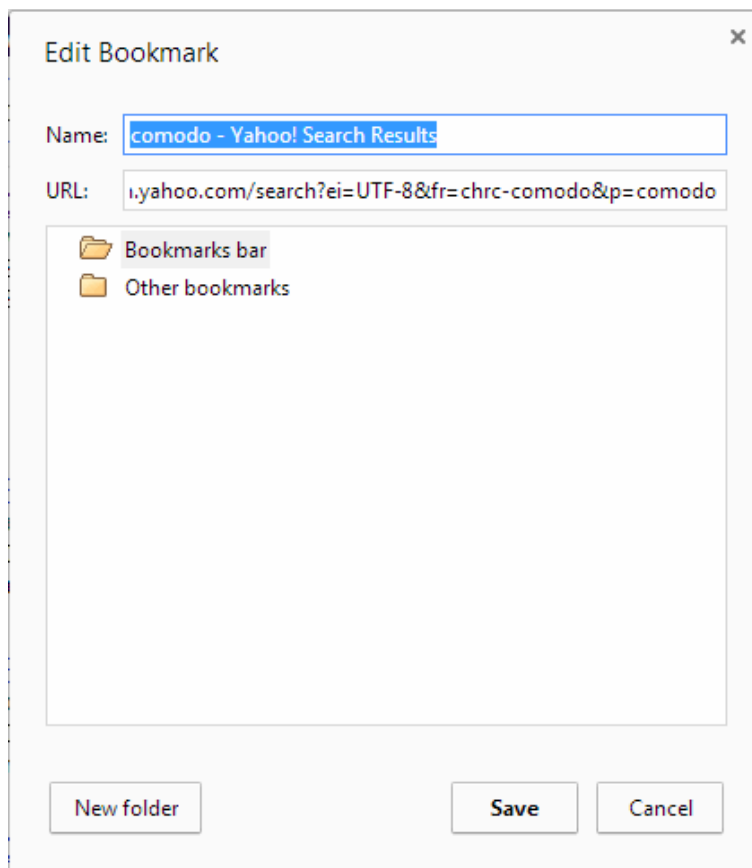 Edit Bookmark
Name: comodo - Yahoo! Search Results
URL: .yahoo.com/search?ei=UTF-8&fr=chrc-comodo&p=comodo
Bookmarks bar
Other bookmarks
New folder Save Cancel